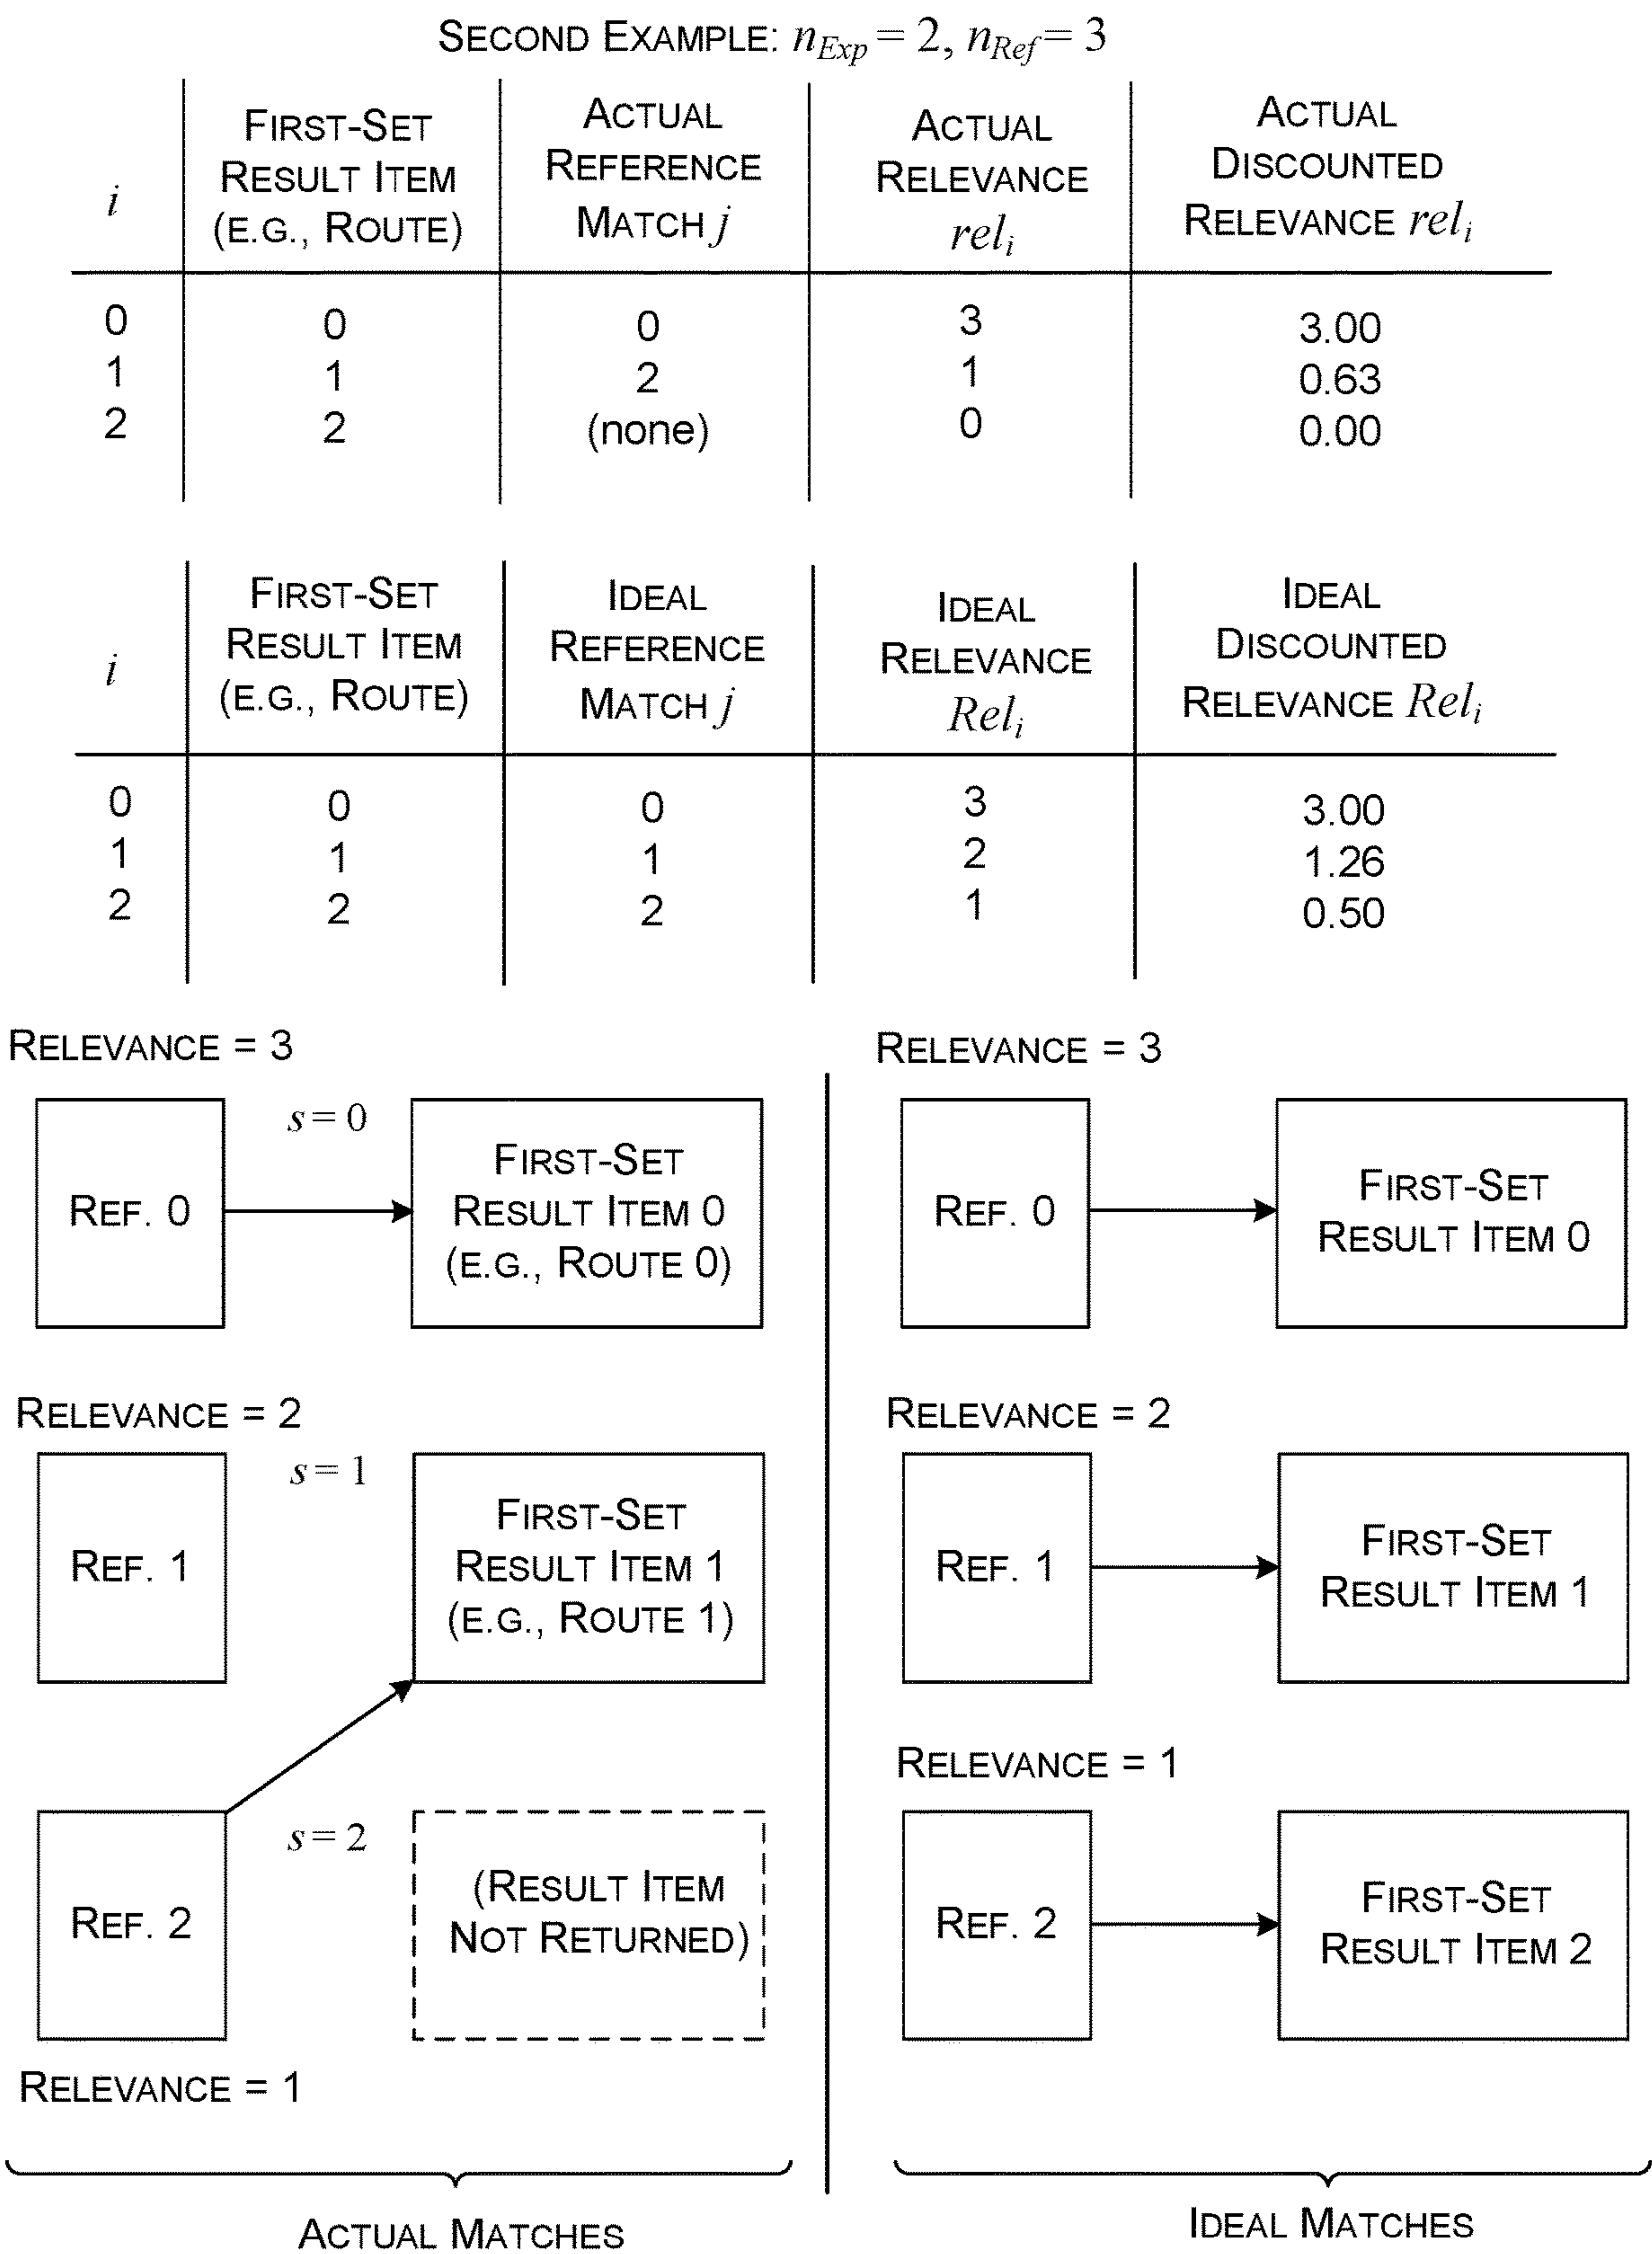 SECOND EXAMPLE: nExp = 2, nRef = 3
i
FIRST-SET
RESULT ITEM
(E.G., ROUTE)
ACTUAL
REFERENCE
MATCH j
ACTUAL
RELEVANCE
reli
ACTUAL
DISCOUNTED
RELEVANCE reli
0 0 0 3 3.00
1 1 2 1 0.63
2 2 (none) 0 0.00
i
FIRST-SET
RESULT ITEM
(E.G., ROUTE)
IDEAL
REFERENCE
MATCH j
IDEAL
RELEVANCE
Reli
IDEAL
DISCOUNTED
RELEVANCE Reli
0 0 0 3 3.00
1 1 1 2 1.26
2 2 2 1 0.50
RELEVANCE = 3
REF. 0
s = 0
FIRST-SET
RESULT ITEM 0
(E.G., ROUTE 0)
RELEVANCE = 2
REF. 1
s = 1
FIRST-SET
RESULT ITEM 1
(E.G., ROUTE 1)
REF. 2
s = 2
(RESULT ITEM
NOT RETURNED)
RELEVANCE = 1
ACTUAL MATCHES
RELEVANCE = 3
REF. 0
FIRST-SET
RESULT ITEM 0
RELEVANCE = 2
REF. 1
FIRST-SET
RESULT ITEM 1
RELEVANCE = 1
REF. 2
FIRST-SET
RESULT ITEM 2
IDEAL MATCHES